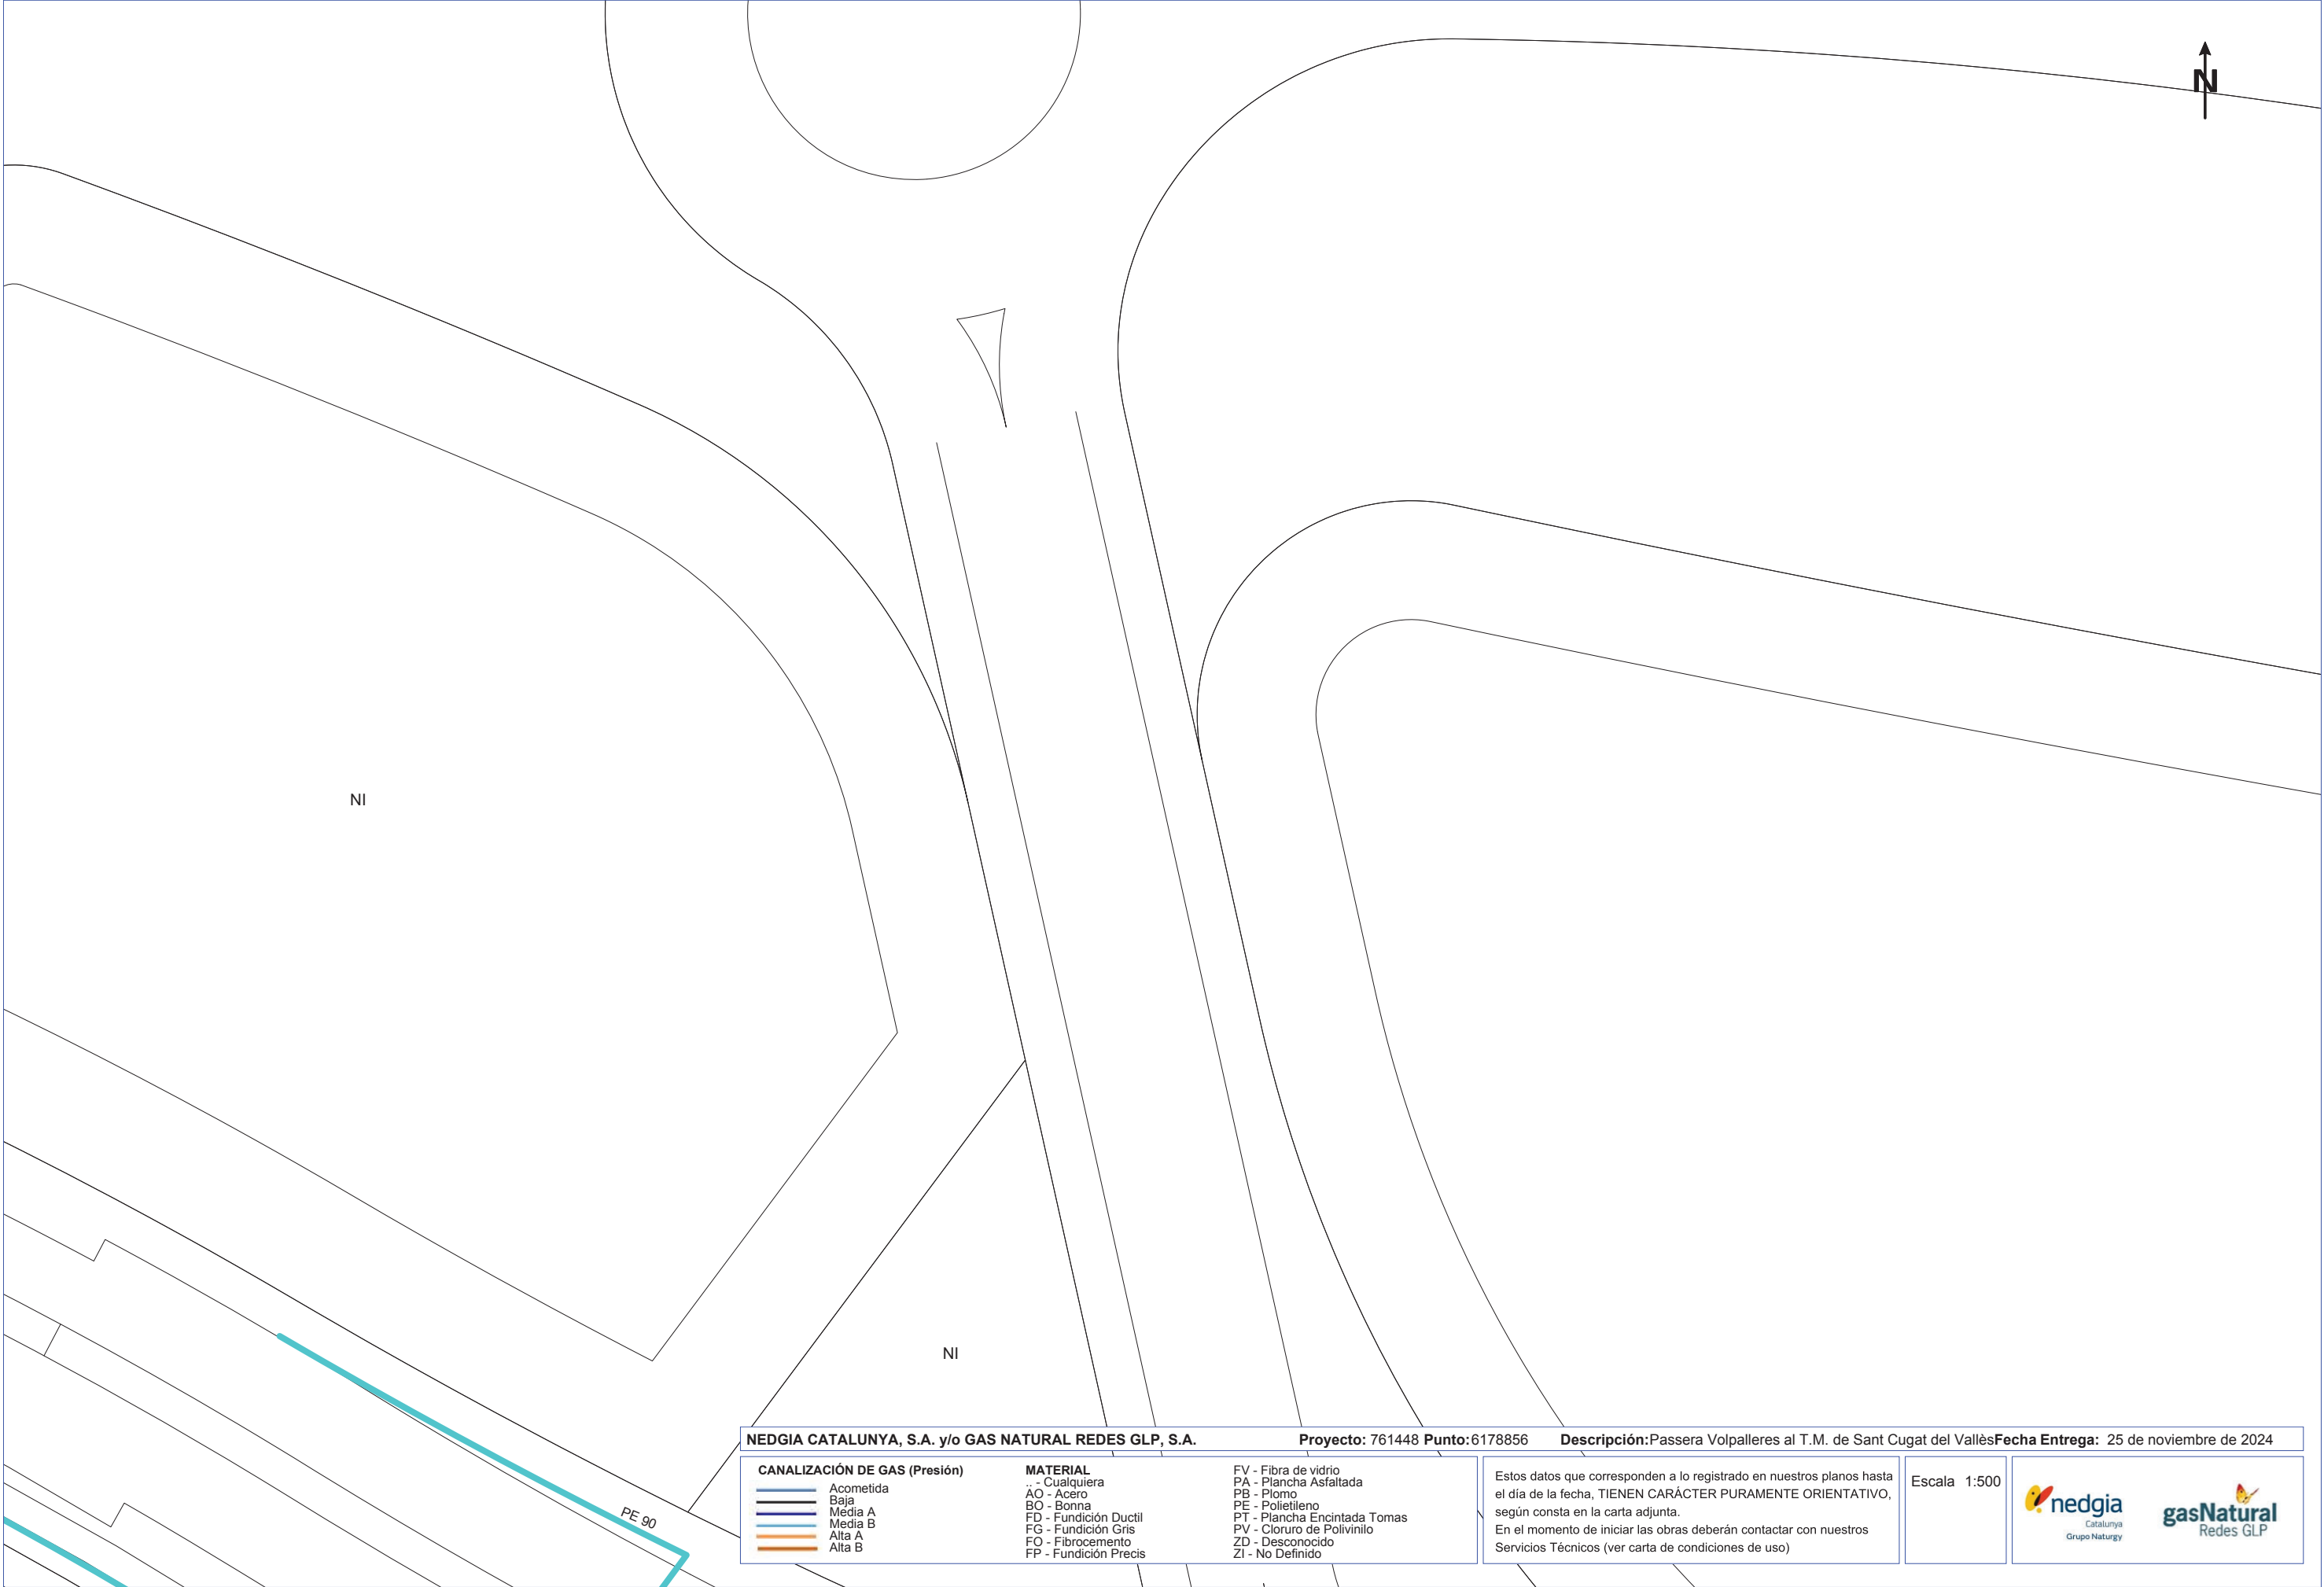 N
NI
NI
PE 90
NEDGIA CATALUNYA, S.A. y/o GAS NATURAL REDES GLP, S.A.
Proyecto: 761448 Punto:6178856
Descripción:Passera Volpalleres al T.M. de Sant Cugat del VallèsFecha Entrega: 25 de noviembre de 2024
CANALIZACIÓN DE GAS (Presión)
Acometida
Baja
Media A
Media B
Alta A
Alta B
MATERIAL
.. - Cualquiera
AO - Acero
BO - Bonna
FD - Fundición Ductil
FG - Fundición Gris
FO - Fibrocemento
FP - Fundición Precis
FV - Fibra de vidrio
PA - Plancha Asfaltada
PB - Plomo
PE - Polietileno
PT - Plancha Encintada Tomas
PV - Cloruro de Polivinilo
ZD - Desconocido
ZI - No Definido
Estos datos que corresponden a lo registrado en nuestros planos hasta
el día de la fecha, TIENEN CARÁCTER PURAMENTE ORIENTATIVO,
según consta en la carta adjunta.
En el momento de iniciar las obras deberán contactar con nuestros
Servicios Técnicos (ver carta de condiciones de uso)
Escala 1:500
nedgia
Catalunya
Grupo Naturgy
gasNatural
Redes GLP